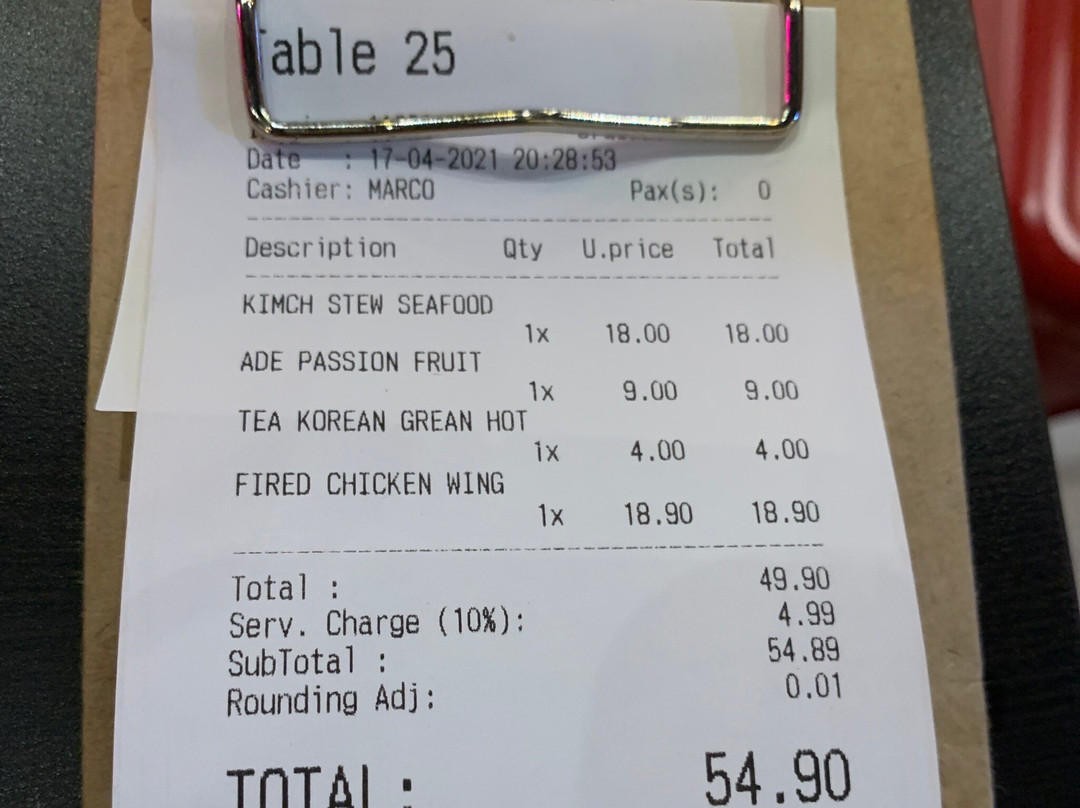 able 25
Date : 17-04-2021 20:28:53
Cashier: MARCO Pax(s): 0
Description Qty U.price Total
KIMCH STEW SEAFOOD
1x 18.00 18.00
ADE PASSION FRUIT
1x 9.00 9.00
TEA KOREAN GREAN HOT
1x 4.00 4.00
FIRED CHICKEN WING
1x 18.90 18.90
Total : 49.90
Serv. Charge (10%): 4.99
SubTotal : 54.89
Rounding Adj: 0.01
TOTAL: 54.90